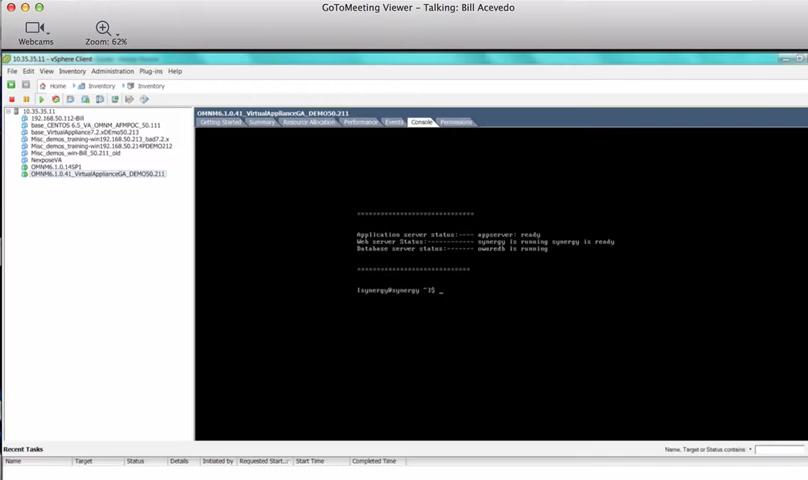 GoToMeeting Viewer - Talking: Bill Acevedo
Webcams
Zoom: 62%
10.35.35.11 - vSphere Client
File Edit View Inventory Administration Plug-ins Help
Home Inventory Inventory
10.35.35.11
192.168.50.112-Bill
base_CENTOS 6.5_VA_OMNM_AFMPOC_50.111
base_VirtualAppliance7.2.xDEmo50.213
Misc_demos_training-win192.168.50.213_bad7.2.x
Misc_demos_training-win192.168.50.214PDEMO212
Misc_demos_win-Bill_50.211_old
NexposeVA
OMNM6.1.0.14SP1
OMNM6.1.0.41_VirtualApplianceGA_DEMO50.211
OMNM6.1.0.41_VirtualApplianceGA_DEMO50.211
Getting Started Summary Resource Allocation Performance Events Console Permissions
Application server status:---- appserver: ready
Web server Status:------------ synergy is running synergy is ready
Database server status:------- owaredb is running
[synergy@synergy ~]$ _
Recent Tasks
Name, Target or Status contains:
Name Target Status Details Initiated by Requested Start... Start Time Completed Time